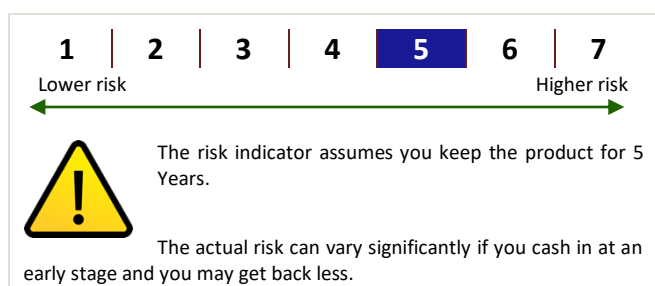 1 2 3 4 5 6 7
Lower risk Higher risk
The risk indicator assumes you keep the product for 5
Years.
The actual risk can vary significantly if you cash in at an
early stage and you may get back less.